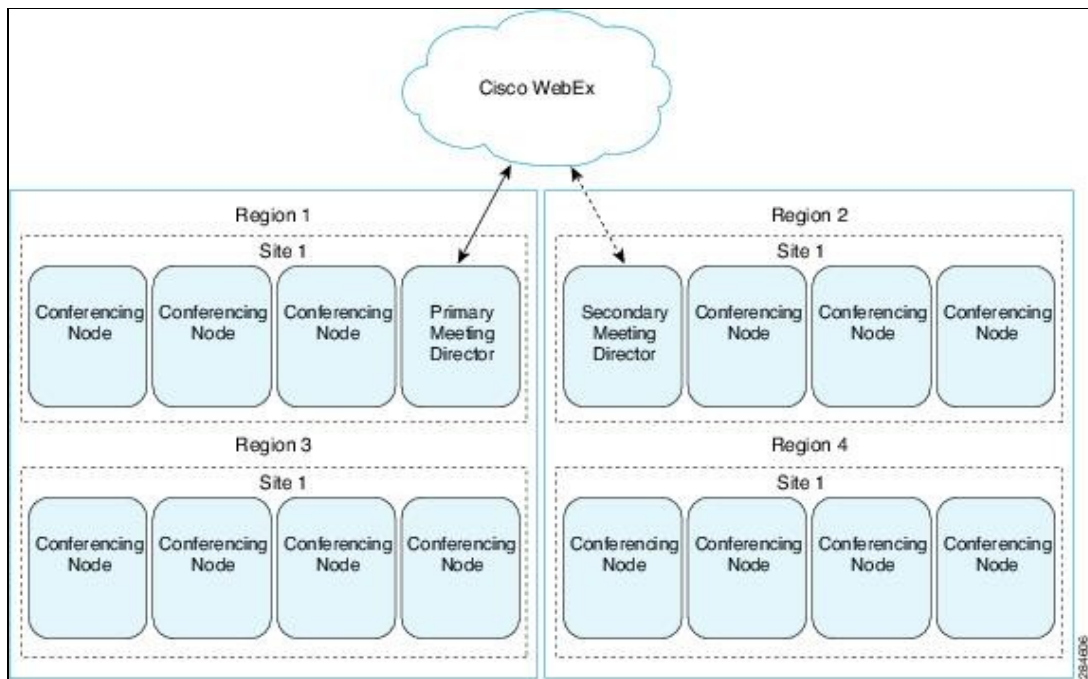 Cisco WebEx
Region 1
Site 1
Conferencing
Node
Conferencing
Node
Conferencing
Node
Primary
Meeting
Director
Region 2
Site 1
Secondary
Meeting
Director
Conferencing
Node
Conferencing
Node
Conferencing
Node
Region 3
Site 1
Conferencing
Node
Conferencing
Node
Conferencing
Node
Conferencing
Node
Region 4
Site 1
Conferencing
Node
Conferencing
Node
Conferencing
Node
Conferencing
Node
284606